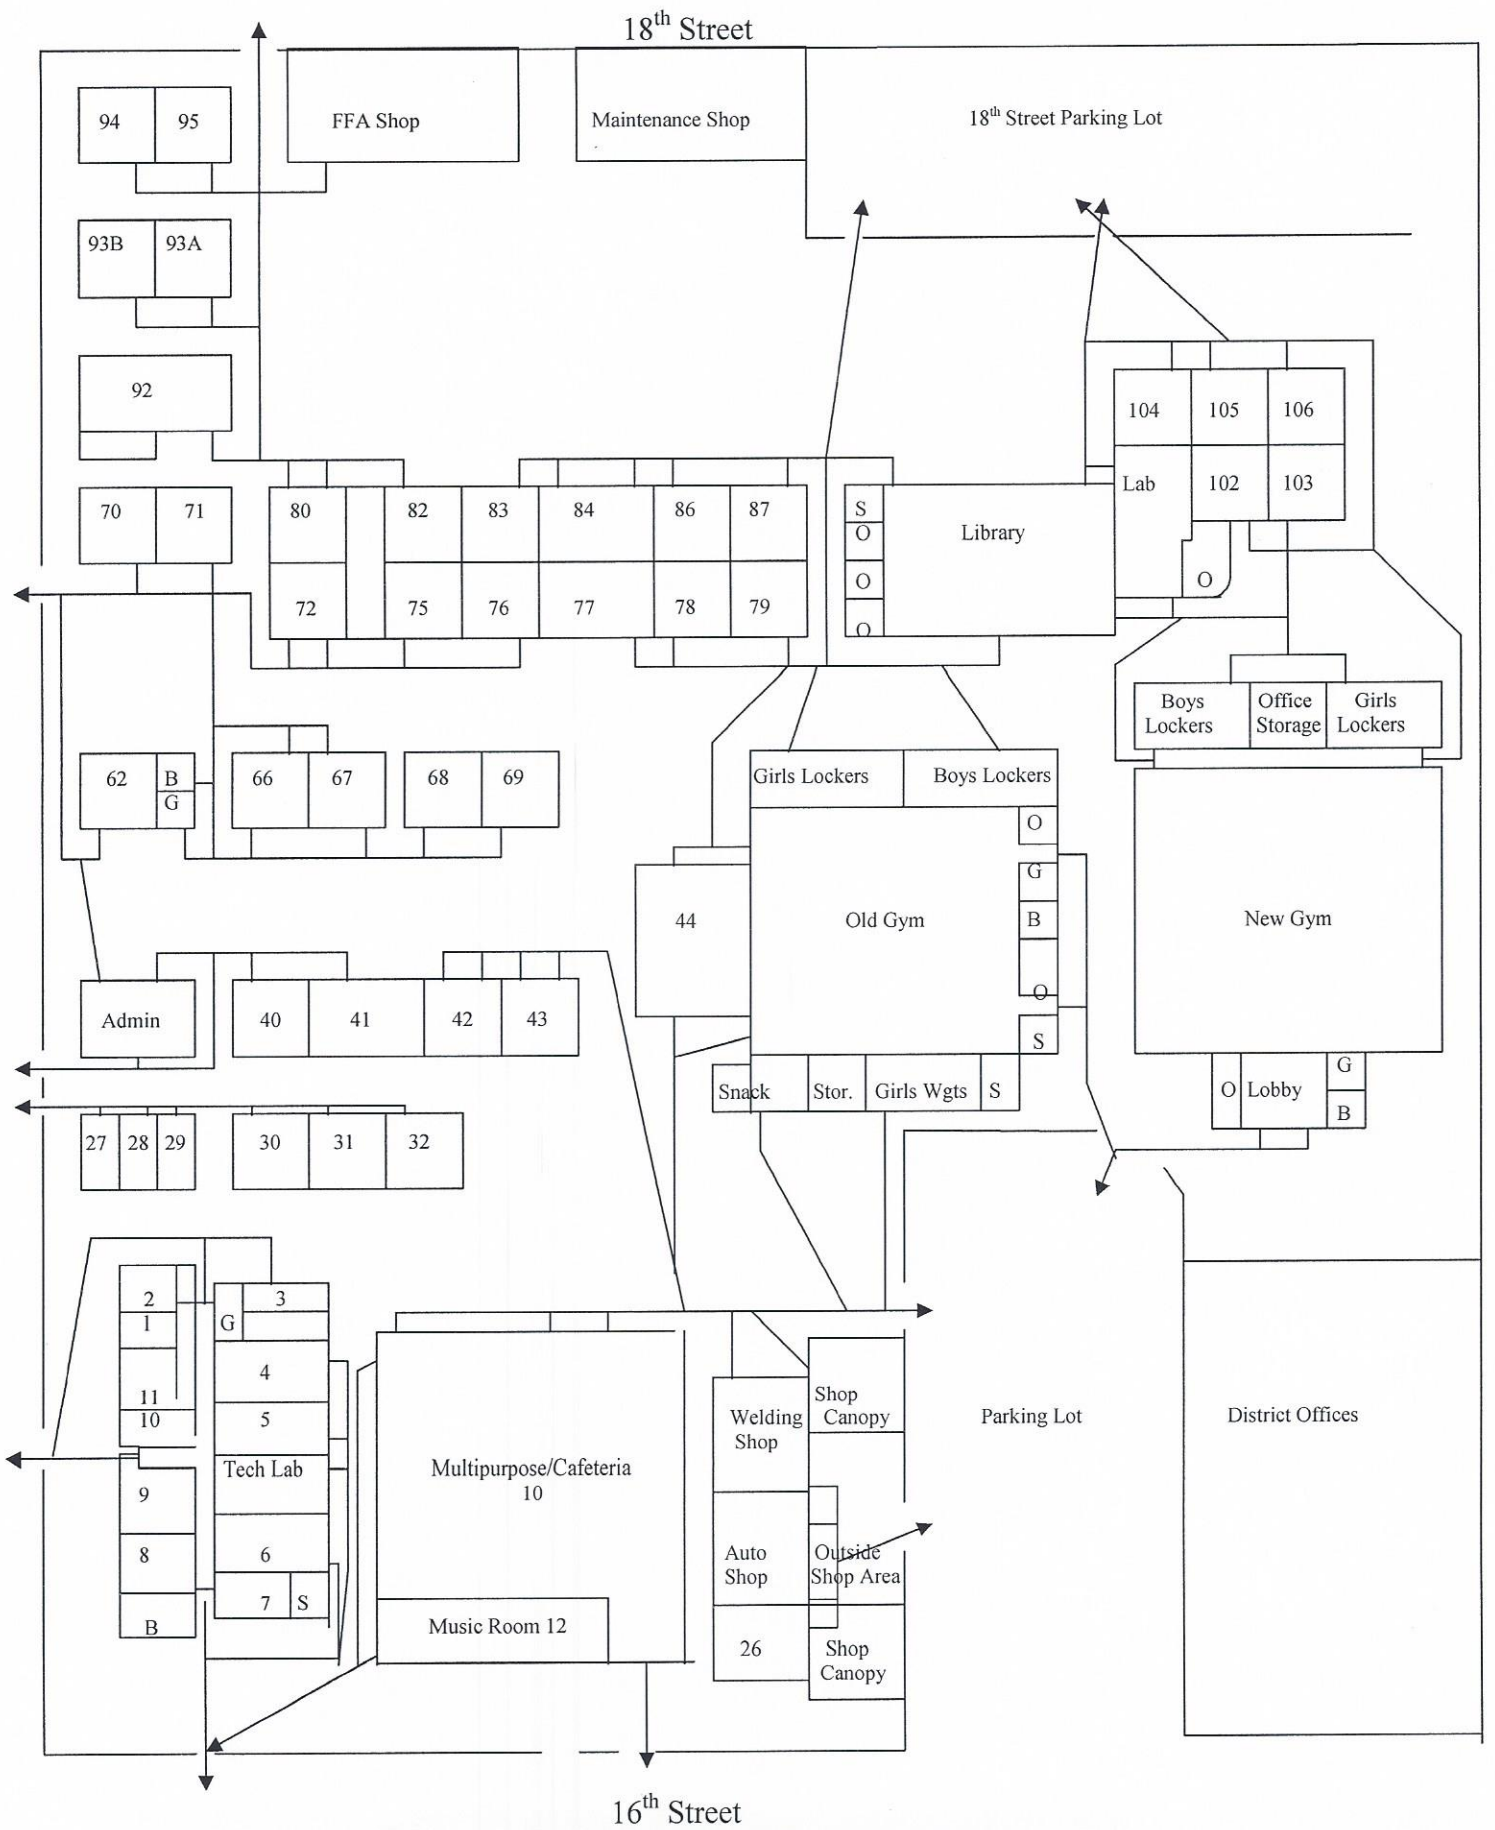 18th Street
94 95 FFA Shop Maintenance Shop 18th Street Parking Lot
93B 93A
92
104 105 106
70 71 80 82 83 84 86 87 S Library Lab 102 103
O
O O
72 75 76 77 78 79 O
Boys Lockers Office Storage Girls Lockers
62 B 66 67 68 69 Girls Lockers Boys Lockers
G
O
G
44 Old Gym B New Gym
O
Admin 40 41 42 43
S
Snack Stor. Girls Wgts S O Lobby G
B
27 28 29 30 31 32
2 3
1 G
4
11 Shop
10 5 Welding Canopy Parking Lot District Offices
Shop
Tech Lab Multipurpose/Cafeteria
9 10
8 6 Auto Outside
Shop Shop Area
7 S
B Music Room 12
26 Shop
Canopy
16th Street